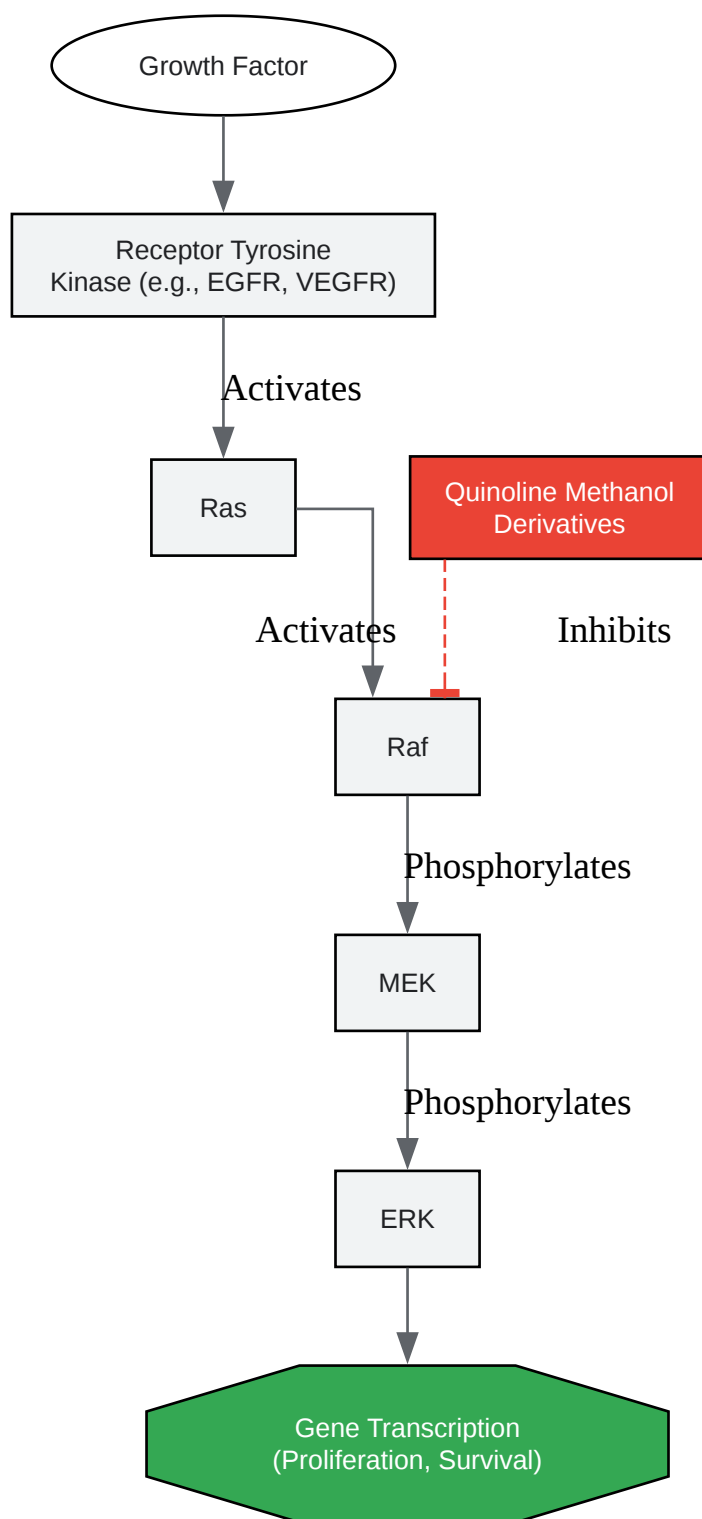 Growth Factor
Receptor Tyrosine
Kinase (e.g., EGFR, VEGFR)
Activates
Ras
Quinoline Methanol
Derivatives
Activates
Inhibits
Raf
Phosphorylates
MEK
Phosphorylates
ERK
Gene Transcription
(Proliferation, Survival)